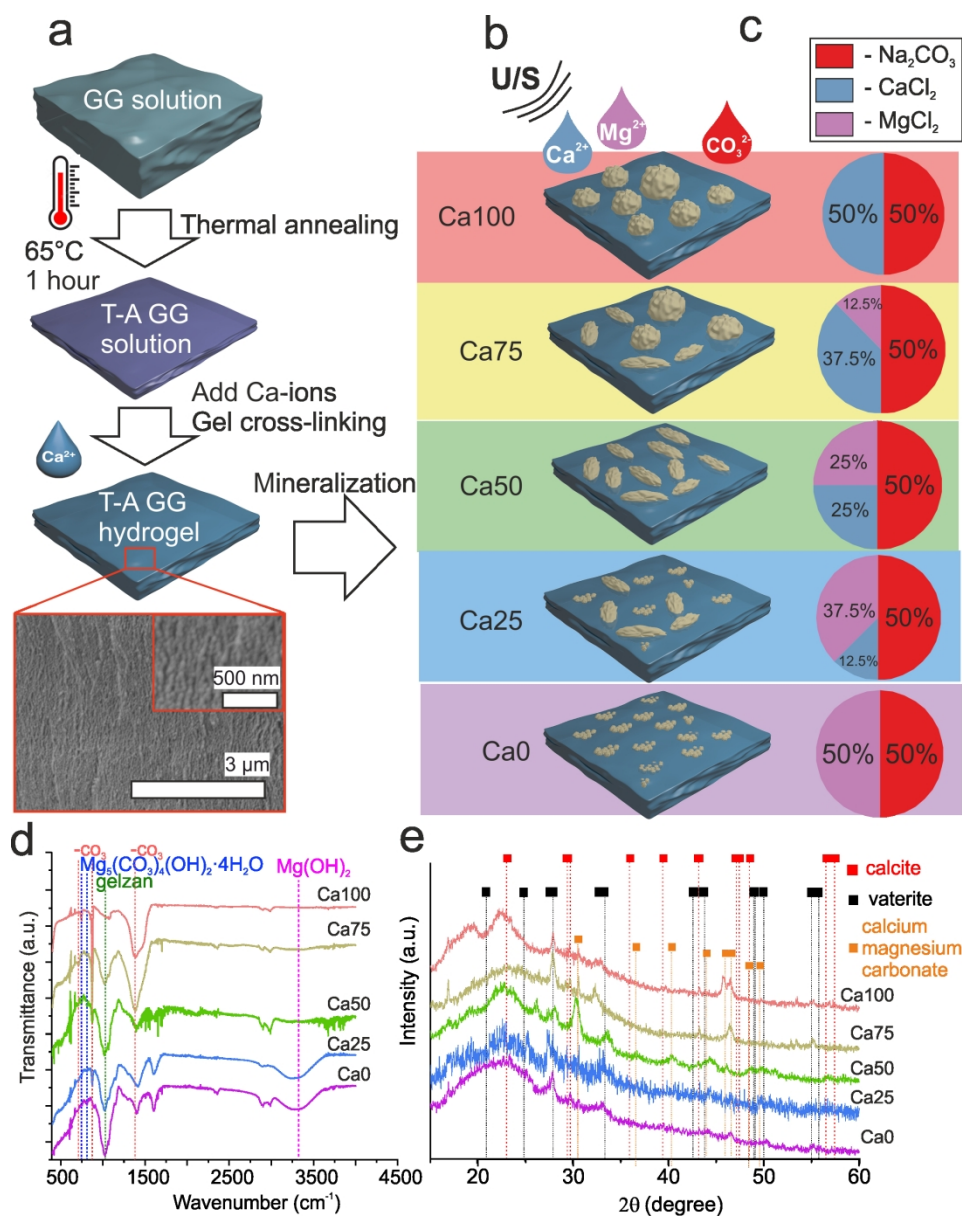 a
GG solution
65°C
1 hour
Thermal annealing
T-A GG
solution
Add Ca-ions
Gel cross-linking
Ca²⁺
T-A GG
hydrogel
Mineralization
500 nm
3 µm
b
U/S
Ca²⁺
Mg²⁺
CO₃²⁻
Ca100
Ca75
Ca50
Ca25
Ca0
c
- Na₂CO₃
- CaCl₂
- MgCl₂
50%
50%
12.5%
37.5%
50%
25%
25%
50%
37.5%
12.5%
50%
50%
50%
d
-CO₃
-CO₃
Mg₅(CO₃)₄(OH)₂·4H₂O
Mg(OH)₂
gelzan
Ca100
Ca75
Ca50
Ca25
Ca0
Transmittance (a.u.)
400
1500
3000
4500
Wavenumber (cm⁻¹)
e
calcite
vaterite
calcium
magnesium
carbonate
Ca100
Ca75
Ca50
Ca25
Ca0
Intensity (a.u.)
20
30
40
50
60
2θ (degree)